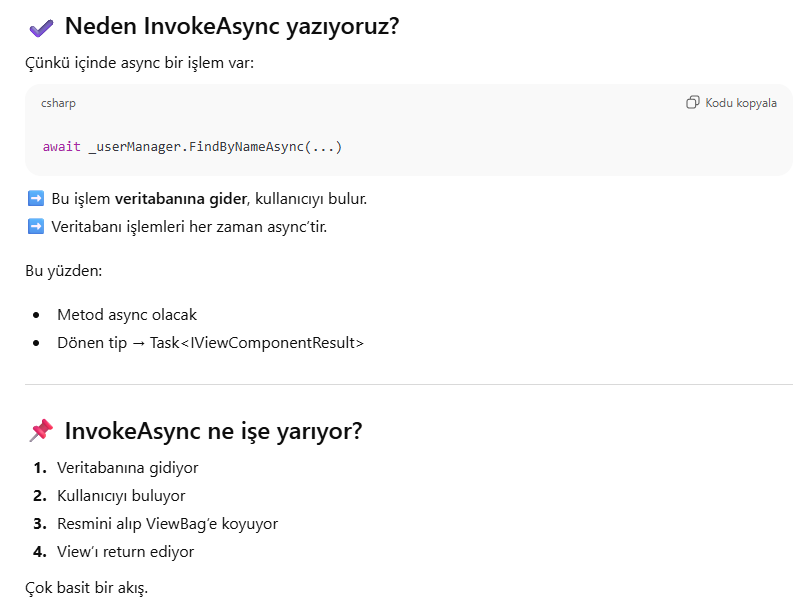 ✔ Neden InvokeAsync yazıyoruz?
Çünkü içinde async bir işlem var:
csharp
Kodu kopyala
await _userManager.FindByNameAsync(...)
➡ Bu işlem veritabanına gider, kullanıcıyı bulur.
➡ Veritabanı işlemleri her zaman async’tir.
Bu yüzden:
• Metod async olacak
• Dönen tip → Task<IViewComponentResult>
📌 InvokeAsync ne işe yarıyor?
1. Veritabanına gidiyor
2. Kullanıcıyı buluyor
3. Resmini alıp ViewBag’e koyuyor
4. View’ı return ediyor
Çok basit bir akış.